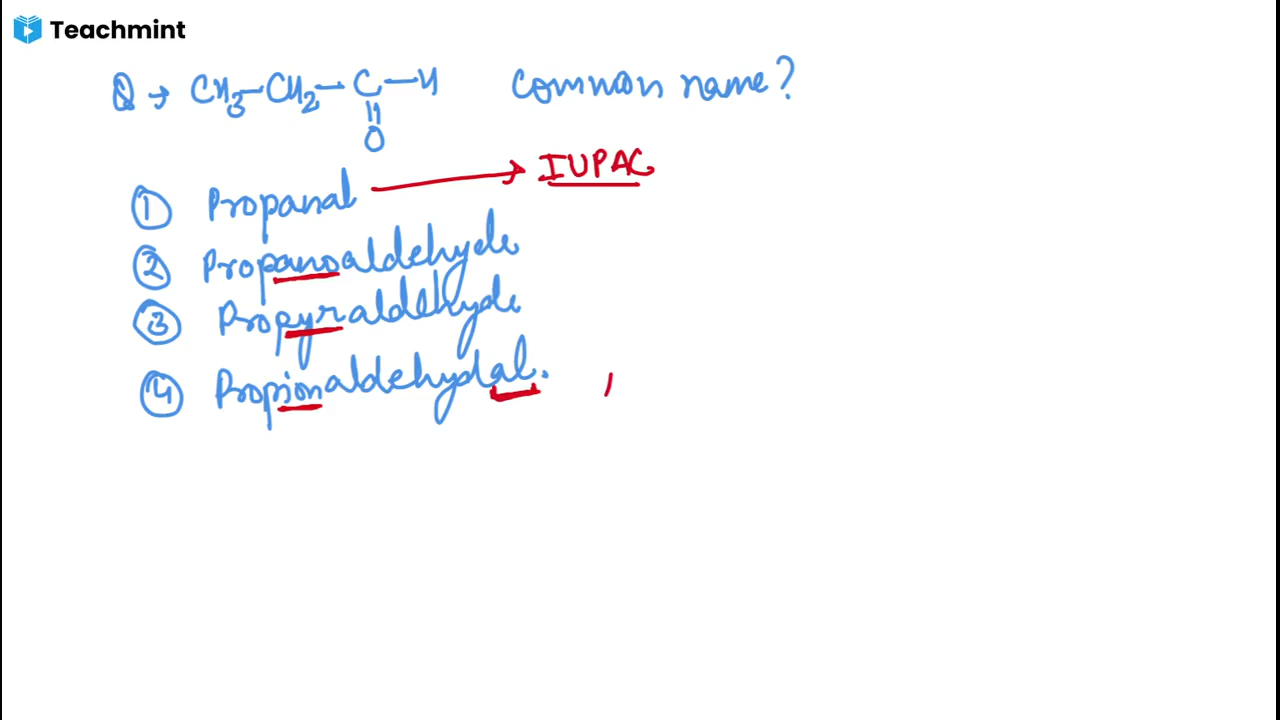 Teachmint
Q → CH3-CH2-C-H Common name?
||
O
① Propanal → IUPAC
② Propanoaldehyde
③ Propyraldehyde
④ Propionaldehydal.